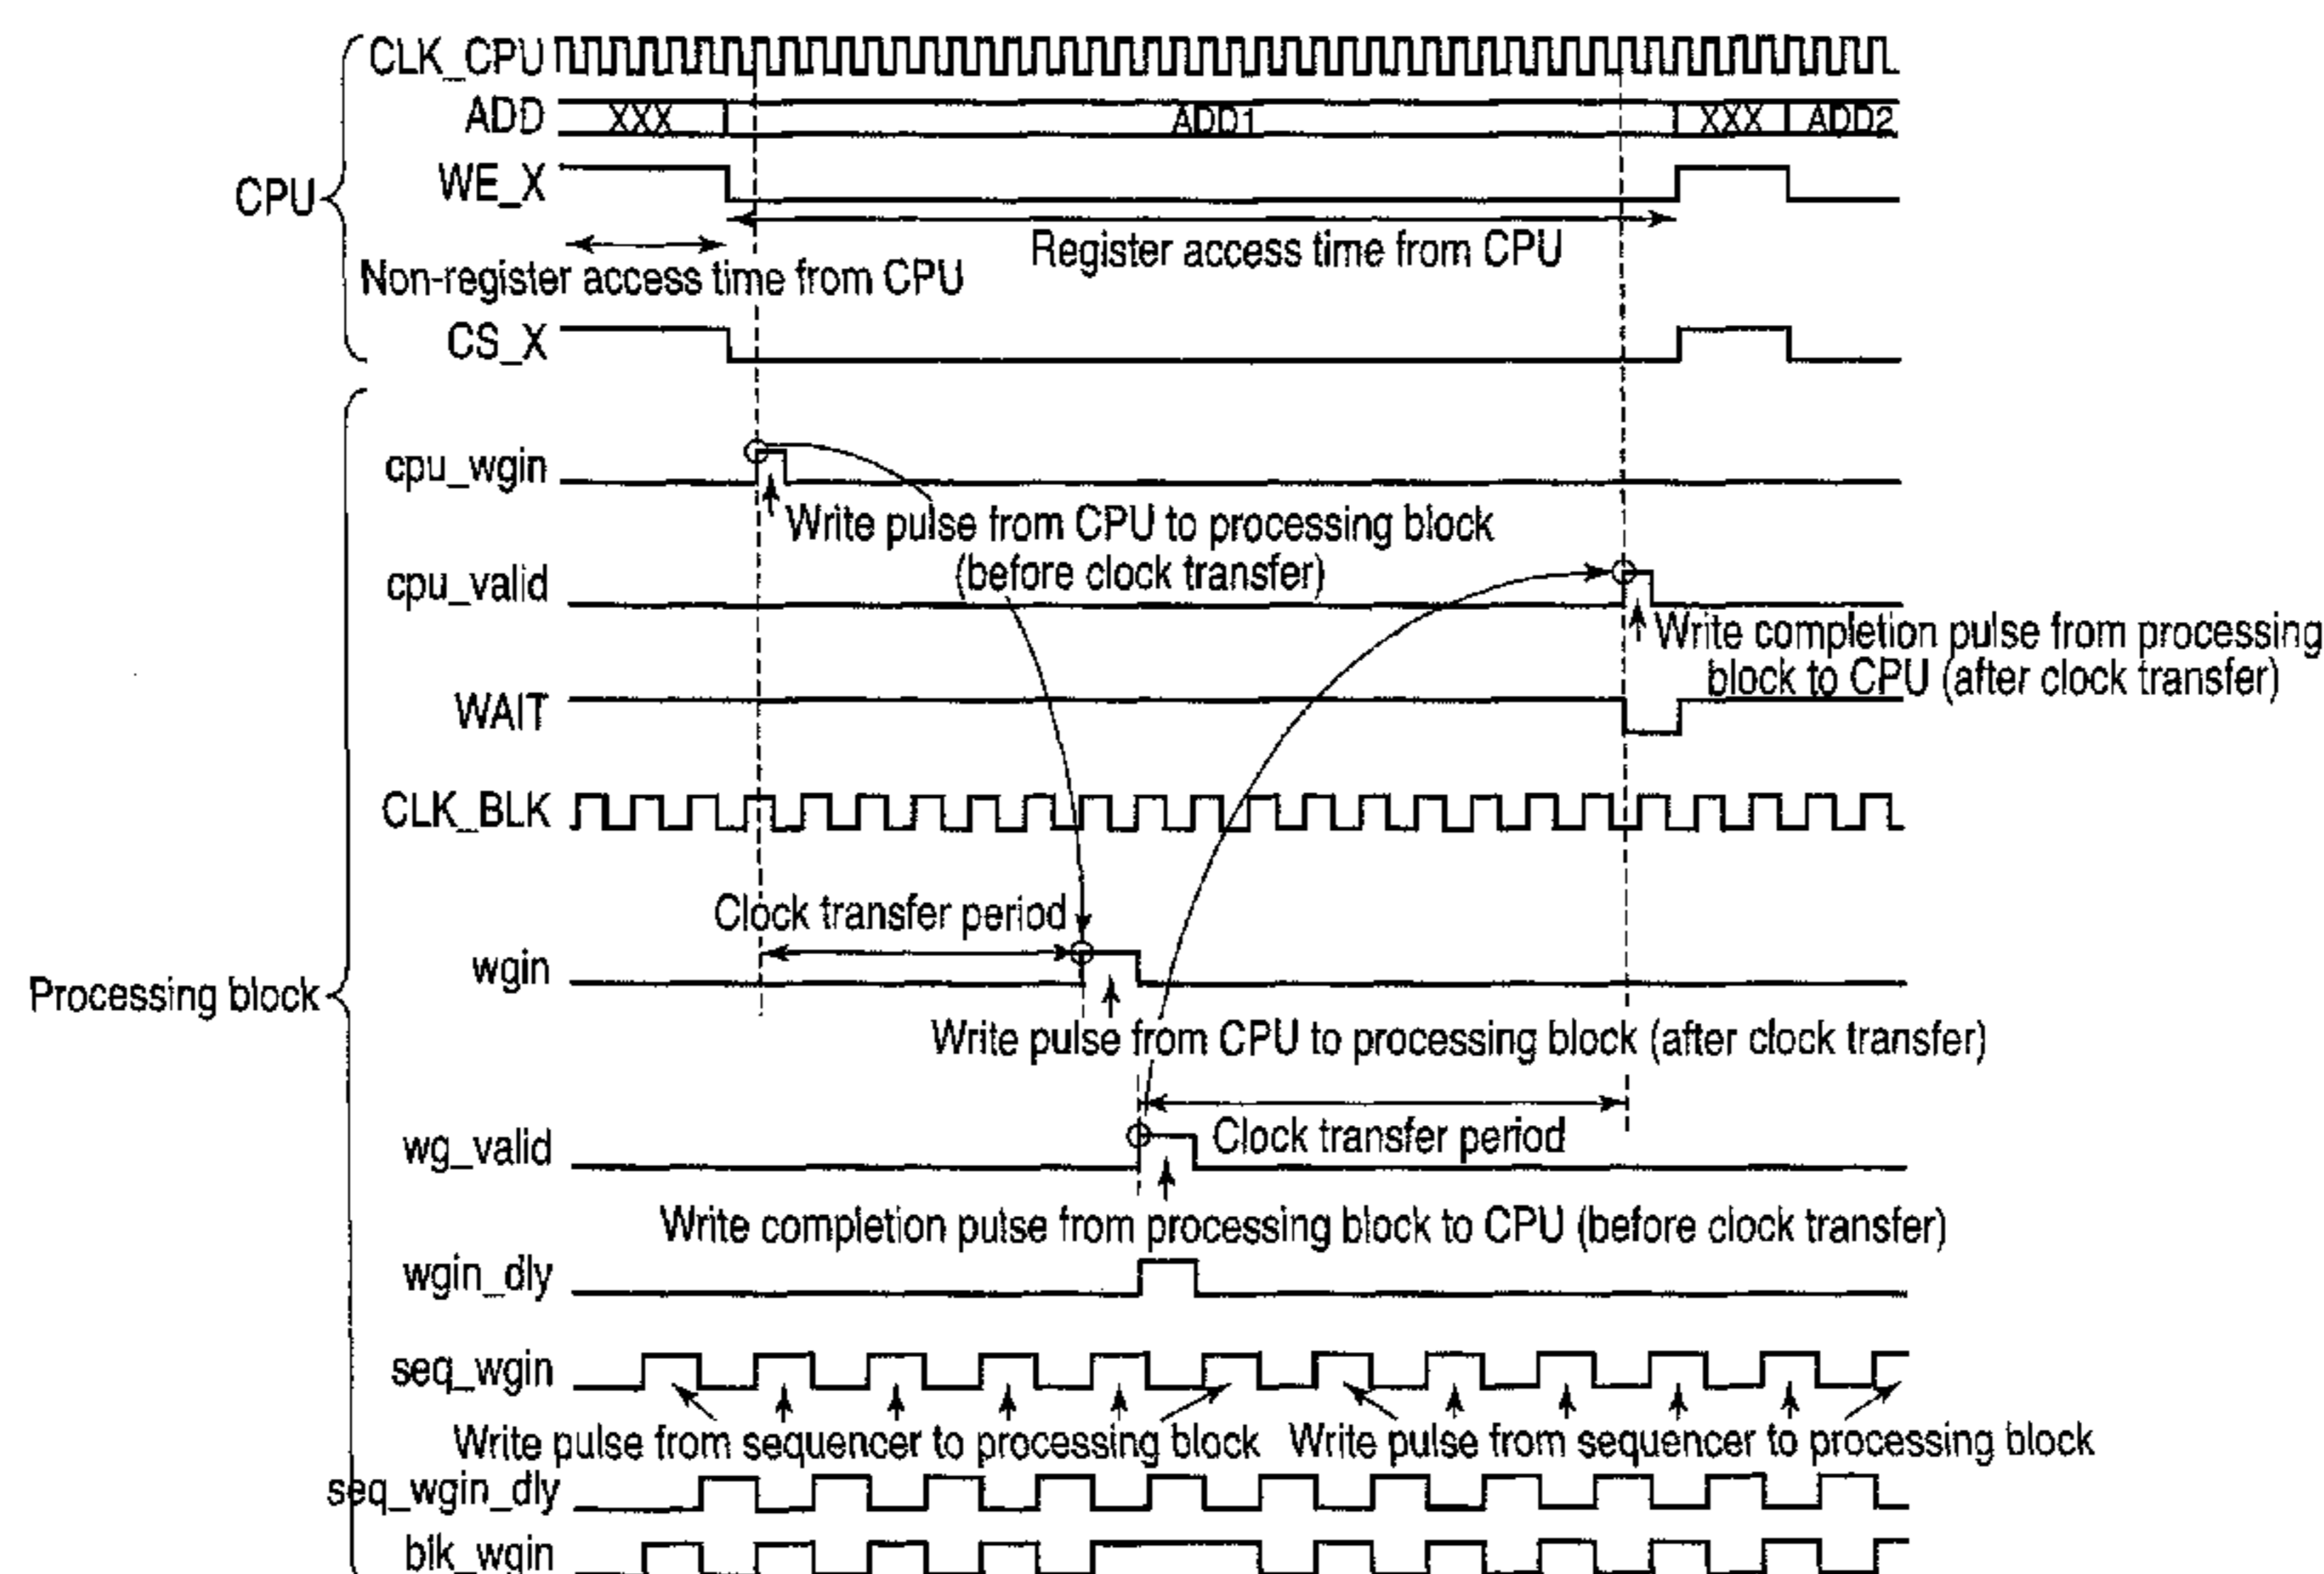 CLK_CPU
ADD XXX ADD1 XXX ADD2
WE_X
CPU
Register access time from CPU
Non-register access time from CPU
CS_X
cpu_wgin
Write pulse from CPU to processing block
(before clock transfer)
cpu_valid
Write completion pulse from processing
block to CPU (after clock transfer)
WAIT
CLK_BLK
Clock transfer period
wgin
Processing block
Write pulse from CPU to processing block (after clock transfer)
wg_valid
Clock transfer period
Write completion pulse from processing block to CPU (before clock transfer)
wgin_dly
seq_wgin
Write pulse from sequencer to processing block Write pulse from sequencer to processing block
seq_wgin_dly
blk_wgin